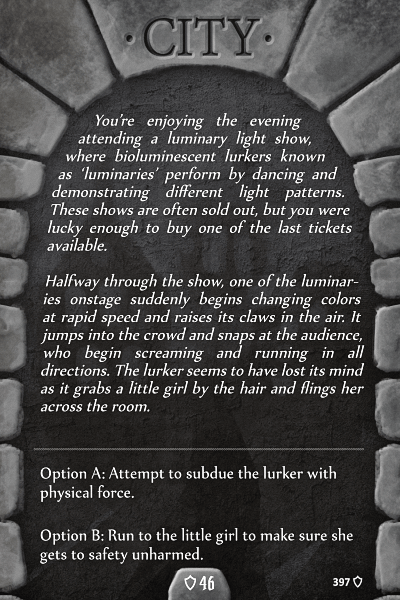 · CITY ·
You're enjoying the evening
attending a luminary light show,
where bioluminescent lurkers known
as 'luminaries' perform by dancing and
demonstrating different light patterns.
These shows are often sold out, but you were
lucky enough to buy one of the last tickets
available.
Halfway through the show, one of the luminar-
ies onstage suddenly begins changing colors
at rapid speed and raises its claws in the air. It
jumps into the crowd and snaps at the audience,
who begin screaming and running in all
directions. The lurker seems to have lost its mind
as it grabs a little girl by the hair and flings her
across the room.
Option A: Attempt to subdue the lurker with
physical force.
Option B: Run to the little girl to make sure she
gets to safety unharmed.
46
397